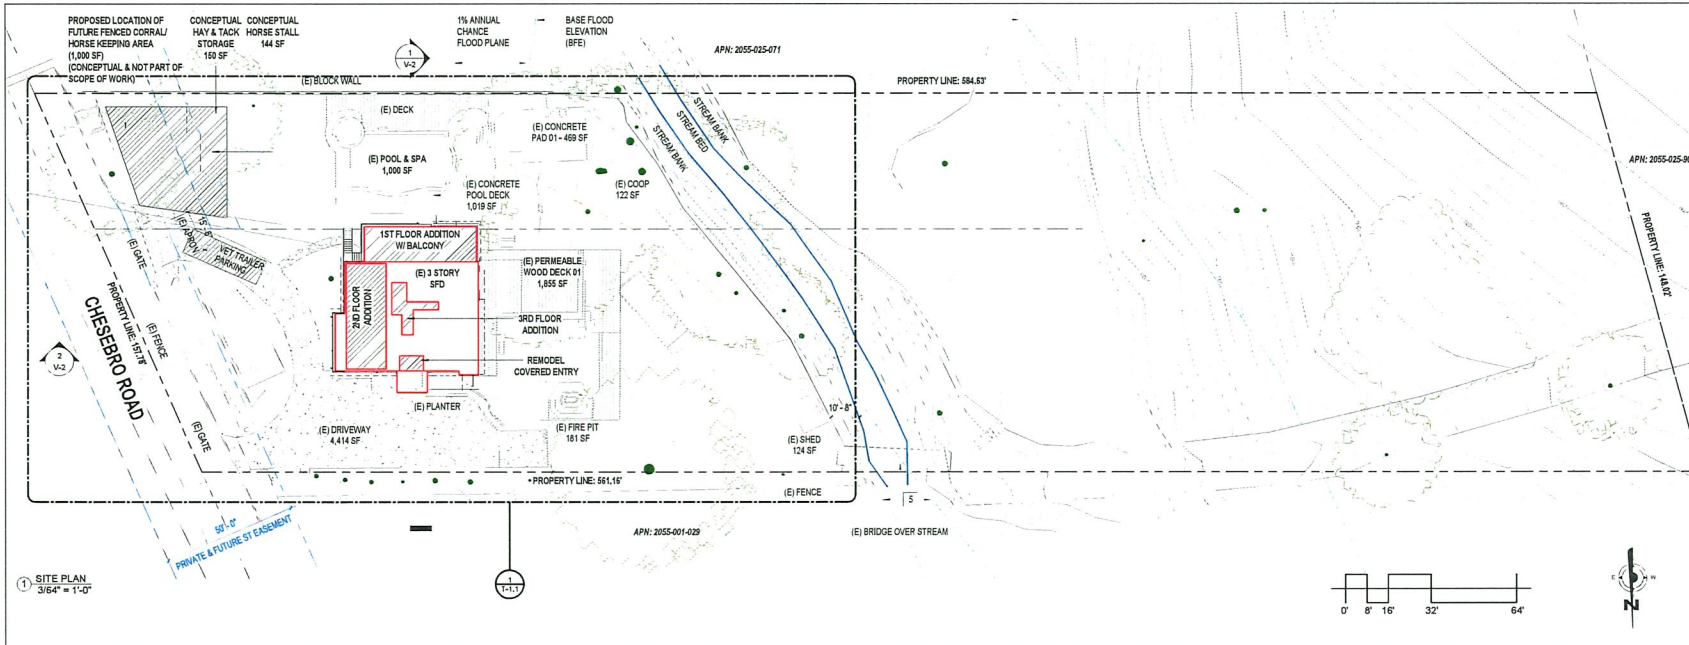 PROPOSED LOCATION OF
FUTURE FENCED CORRAL/
HORSE KEEPING AREA
(1,000 SF)
(CONCEPTUAL & NOT PART OF
SCOPE OF WORK)
CONCEPTUAL
HAY & TACK
STORAGE
150 SF
CONCEPTUAL
HORSE STALL
144 SF
1
V-2
1% ANNUAL
CHANCE
FLOOD PLANE
BASE FLOOD
ELEVATION
(BFE)
APN: 2055-025-071
(E) BLOCK WALL
PROPERTY LINE: 584.63'
(E) DECK
(E) CONCRETE
PAD 01 - 469 SF
STREAM BANK
STREAM BED
STREAM BANK
(E) POOL & SPA
1,000 SF
(E) CONCRETE
POOL DECK
1,019 SF
(E) COOP
122 SF
APN: 2055-025-90
15' - 6"
(E) APRON
VET TRAILER
PARKING
(E) GATE
1ST FLOOR ADDITION
W/ BALCONY
(E) 3 STORY
SFD
2ND FLOOR
ADDITION
(E) PERMEABLE
WOOD DECK 01
1,855 SF
3RD FLOOR
ADDITION
REMODEL
COVERED ENTRY
PROPERTY LINE: 148.02'
PROPERTY LINE: 157.78'
(E) FENCE
CHESEBRO ROAD
2
V-2
(E) GATE
(E) PLANTER
(E) DRIVEWAY
4,414 SF
(E) FIRE PIT
181 SF
10' - 8"
(E) SHED
124 SF
PROPERTY LINE: 561.16'
(E) FENCE
5
50' - 0"
PRIVATE & FUTURE ST EASEMENT
APN: 2055-001-029
(E) BRIDGE OVER STREAM
1
SITE PLAN
3/64" = 1'-0"
1
T-1.1
0' 8' 16' 32' 64'
E W
N